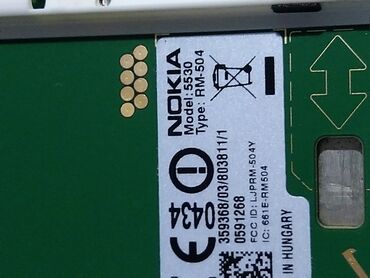 NOKIA
Model: 5530
Type: RM-504
0434
359368/03/803811/1
0591268
FCC ID: LJPRM-504Y
IC: 661E-RM504
IN HUNGARY